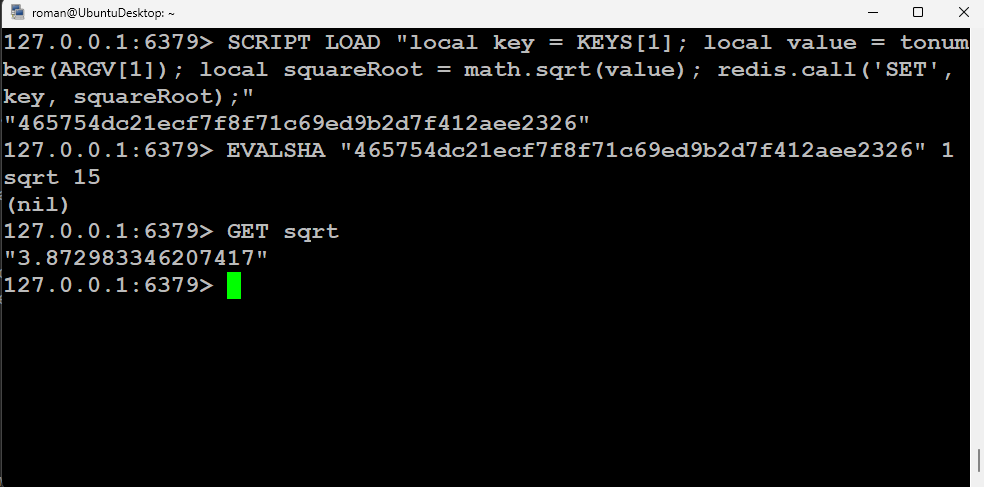 roman@UbuntuDesktop: ~
127.0.0.1:6379> SCRIPT LOAD "local key = KEYS[1]; local value = tonum
ber(ARGV[1]); local squareRoot = math.sqrt(value); redis.call('SET',
key, squareRoot);"
"465754dc21ecf7f8f71c69ed9b2d7f412aee2326"
127.0.0.1:6379> EVALSHA "465754dc21ecf7f8f71c69ed9b2d7f412aee2326" 1
sqrt 15
(nil)
127.0.0.1:6379> GET sqrt
"3.872983346207417"
127.0.0.1:6379>